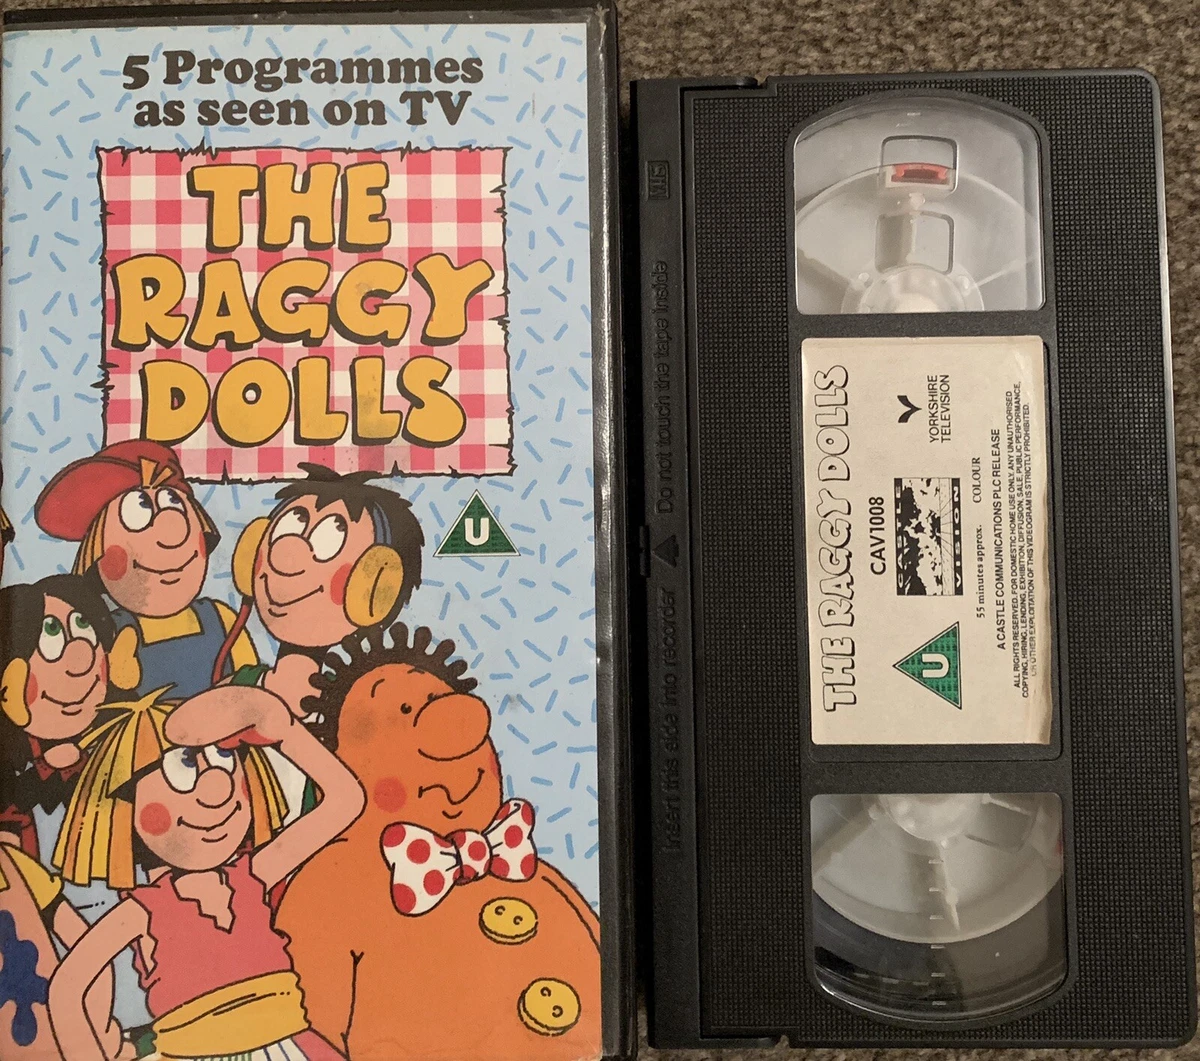 5 Programmes
as seen on TV
THE
RAGGY
DOLLS
U
VHS
Insert this side into recorder
Do not touch the tape inside
THE RAGGY DOLLS
CAV1008
YORKSHIRE
TELEVISION
U
CASTLE
VISION
55 minutes approx. COLOUR
A CASTLE COMMUNICATIONS PLC RELEASE
ALL RIGHTS RESERVED. FOR DOMESTIC HOME USE ONLY. ANY UNAUTHORISED
COPYING, HIRING, LENDING, EXHIBITION, DIFFUSION, SALE, PUBLIC PERFORMANCE,
OR OTHER EXPLOITATION OF THIS VIDEOGRAM IS STRICTLY PROHIBITED.